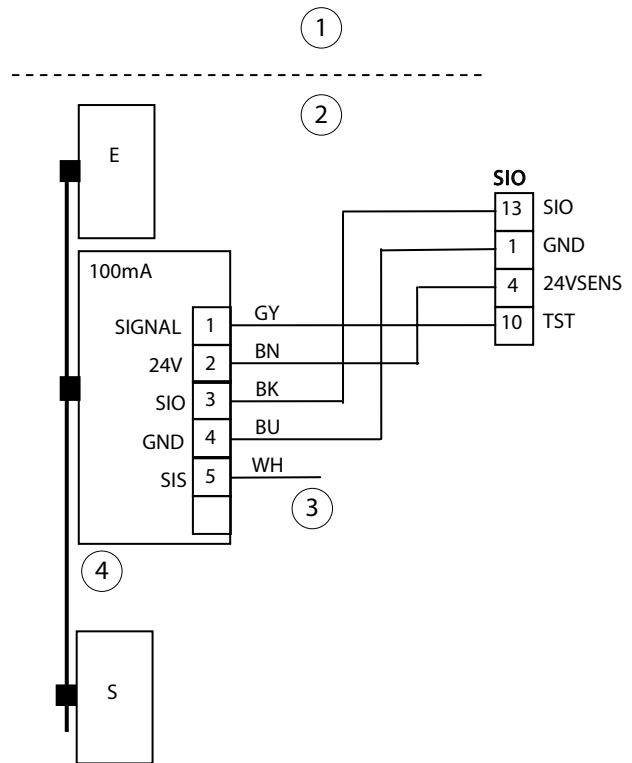 1
2
E
SIO
13 SIO
1 GND
4 24VSENS
10 TST
100mA
SIGNAL 1 GY
24V 2 BN
SIO 3 BK
GND 4 BU
SIS 5 WH
3
4
S